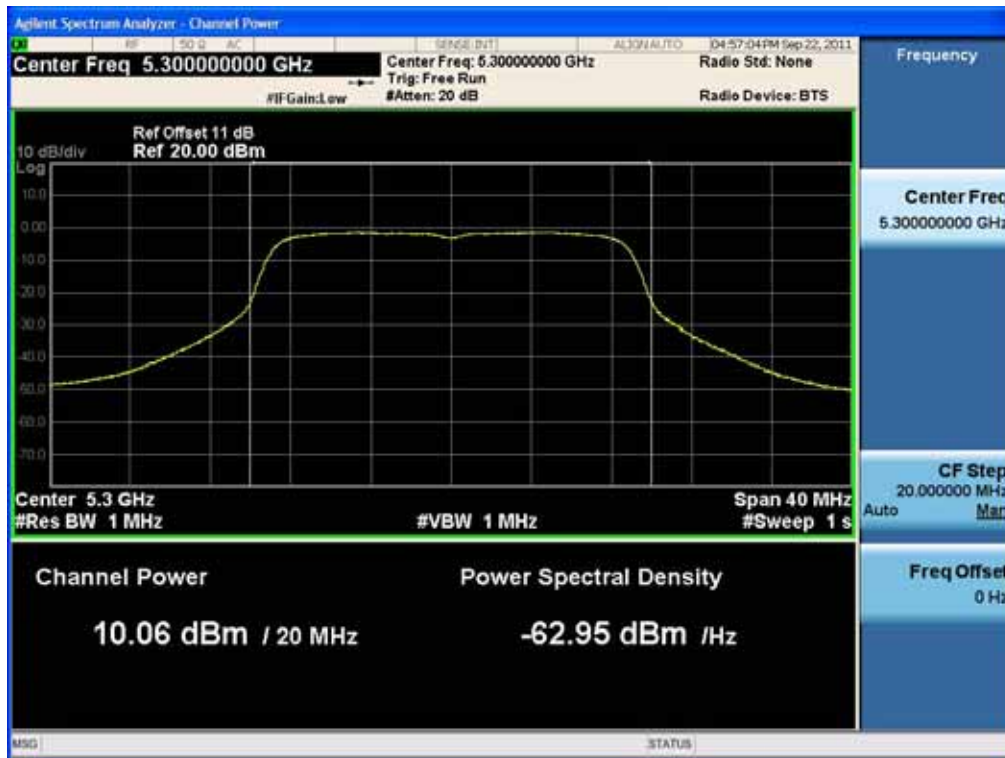 Agilent Spectrum Analyzer - Channel Power
RF 50 Ω AC SENSE:INT ALIGN AUTO 04:57:04 PM Sep 22, 2011
Center Freq 5.300000000 GHz
Center Freq: 5.300000000 GHz
Radio Std: None
Trig: Free Run
#IFGain:Low
#Atten: 20 dB
Radio Device: BTS
Ref Offset 11 dB
10 dB/div Ref 20.00 dBm
Log
10.0
0.00
-10.0
-20.0
-30.0
-40.0
-50.0
-60.0
-70.0
Center 5.3 GHz
Span 40 MHz
#Res BW 1 MHz
#VBW 1 MHz
#Sweep 1 s
Channel Power
Power Spectral Density
10.06 dBm / 20 MHz
-62.95 dBm /Hz
MSG
STATUS
Frequency
Center Freq
5.300000000 GHz
CF Step
20.000000 MHz
Auto Man
Freq Offset
0 Hz